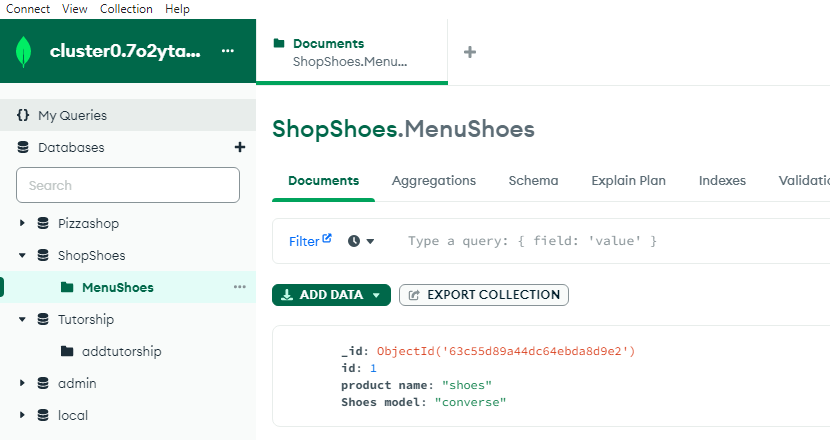 Connect View Collection Help
cluster0.7o2yta... ...
Documents
ShopShoes.Menu...
+
{} My Queries
Databases +
Search
Pizzashop
ShopShoes
MenuShoes ...
Tutorship
addtutorship
admin
local
ShopShoes.MenuShoes
Documents Aggregations Schema Explain Plan Indexes Validatio
Filter Type a query: { field: 'value' }
ADD DATA EXPORT COLLECTION
_id: ObjectId('63c55d89a44dc64ebda8d9e2')
id: 1
product name: "shoes"
Shoes model: "converse"